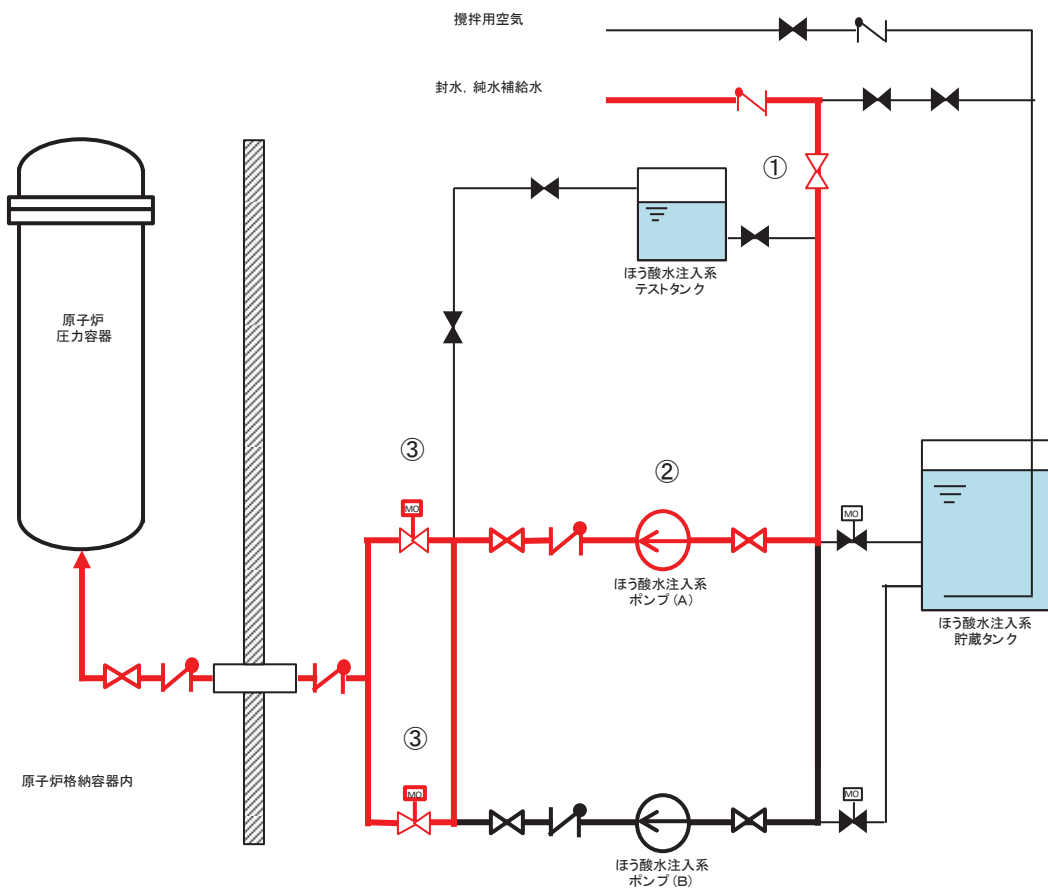 攪拌用空気
封水，純水補給水
①
ほう酸水注入系
テストタンク
原子炉
圧力容器
③
②
MO
MO
ほう酸水注入系
ポンプ(A)
ほう酸水注入系
貯蔵タンク
③
原子炉格納容器内
MO
MO
ほう酸水注入系
ポンプ(B)